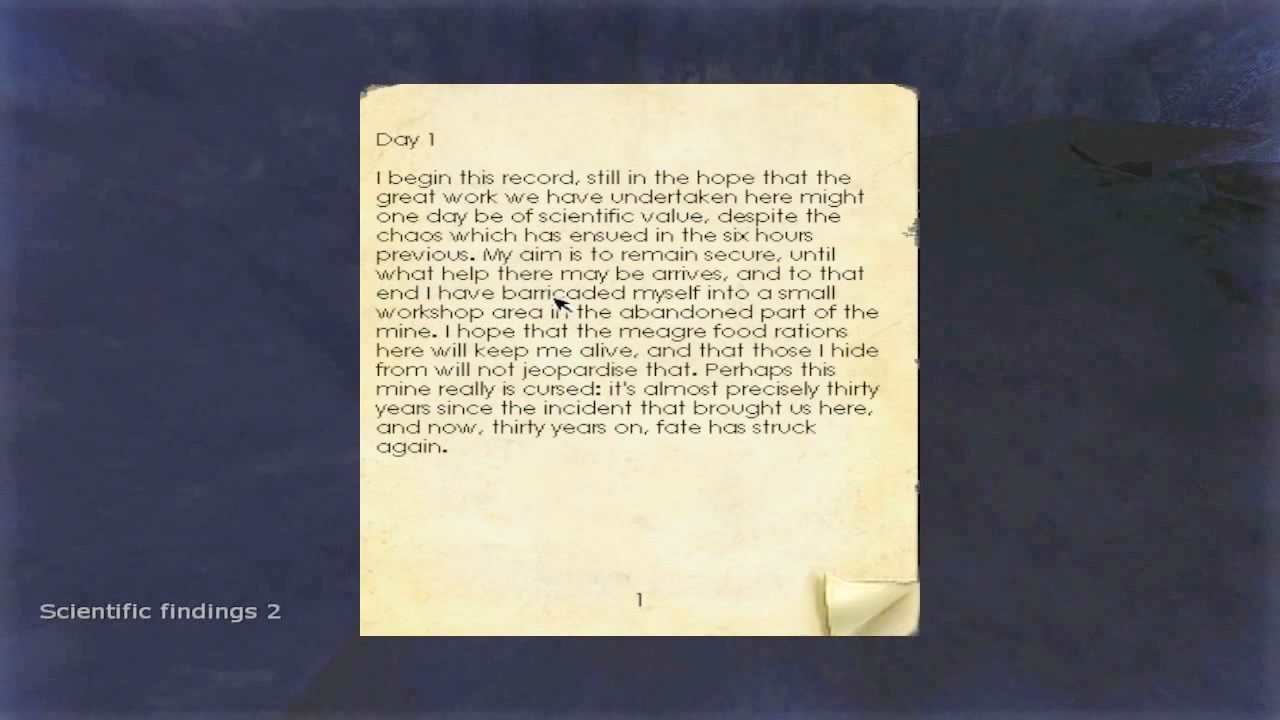 Day 1
I begin this record, still in the hope that the
great work we have undertaken here might
one day be of scientific value, despite the
chaos which has ensued in the six hours
previous. My aim is to remain secure, until
what help there may be arrives, and to that
end I have barricaded myself into a small
workshop area in the abandoned part of the
mine. I hope that the meagre food rations
here will keep me alive, and that those I hide
from will not jeopardise that. Perhaps this
mine really is cursed: it's almost precisely thirty
years since the incident that brought us here,
and now, thirty years on, fate has struck
again.
1
Scientific findings 2